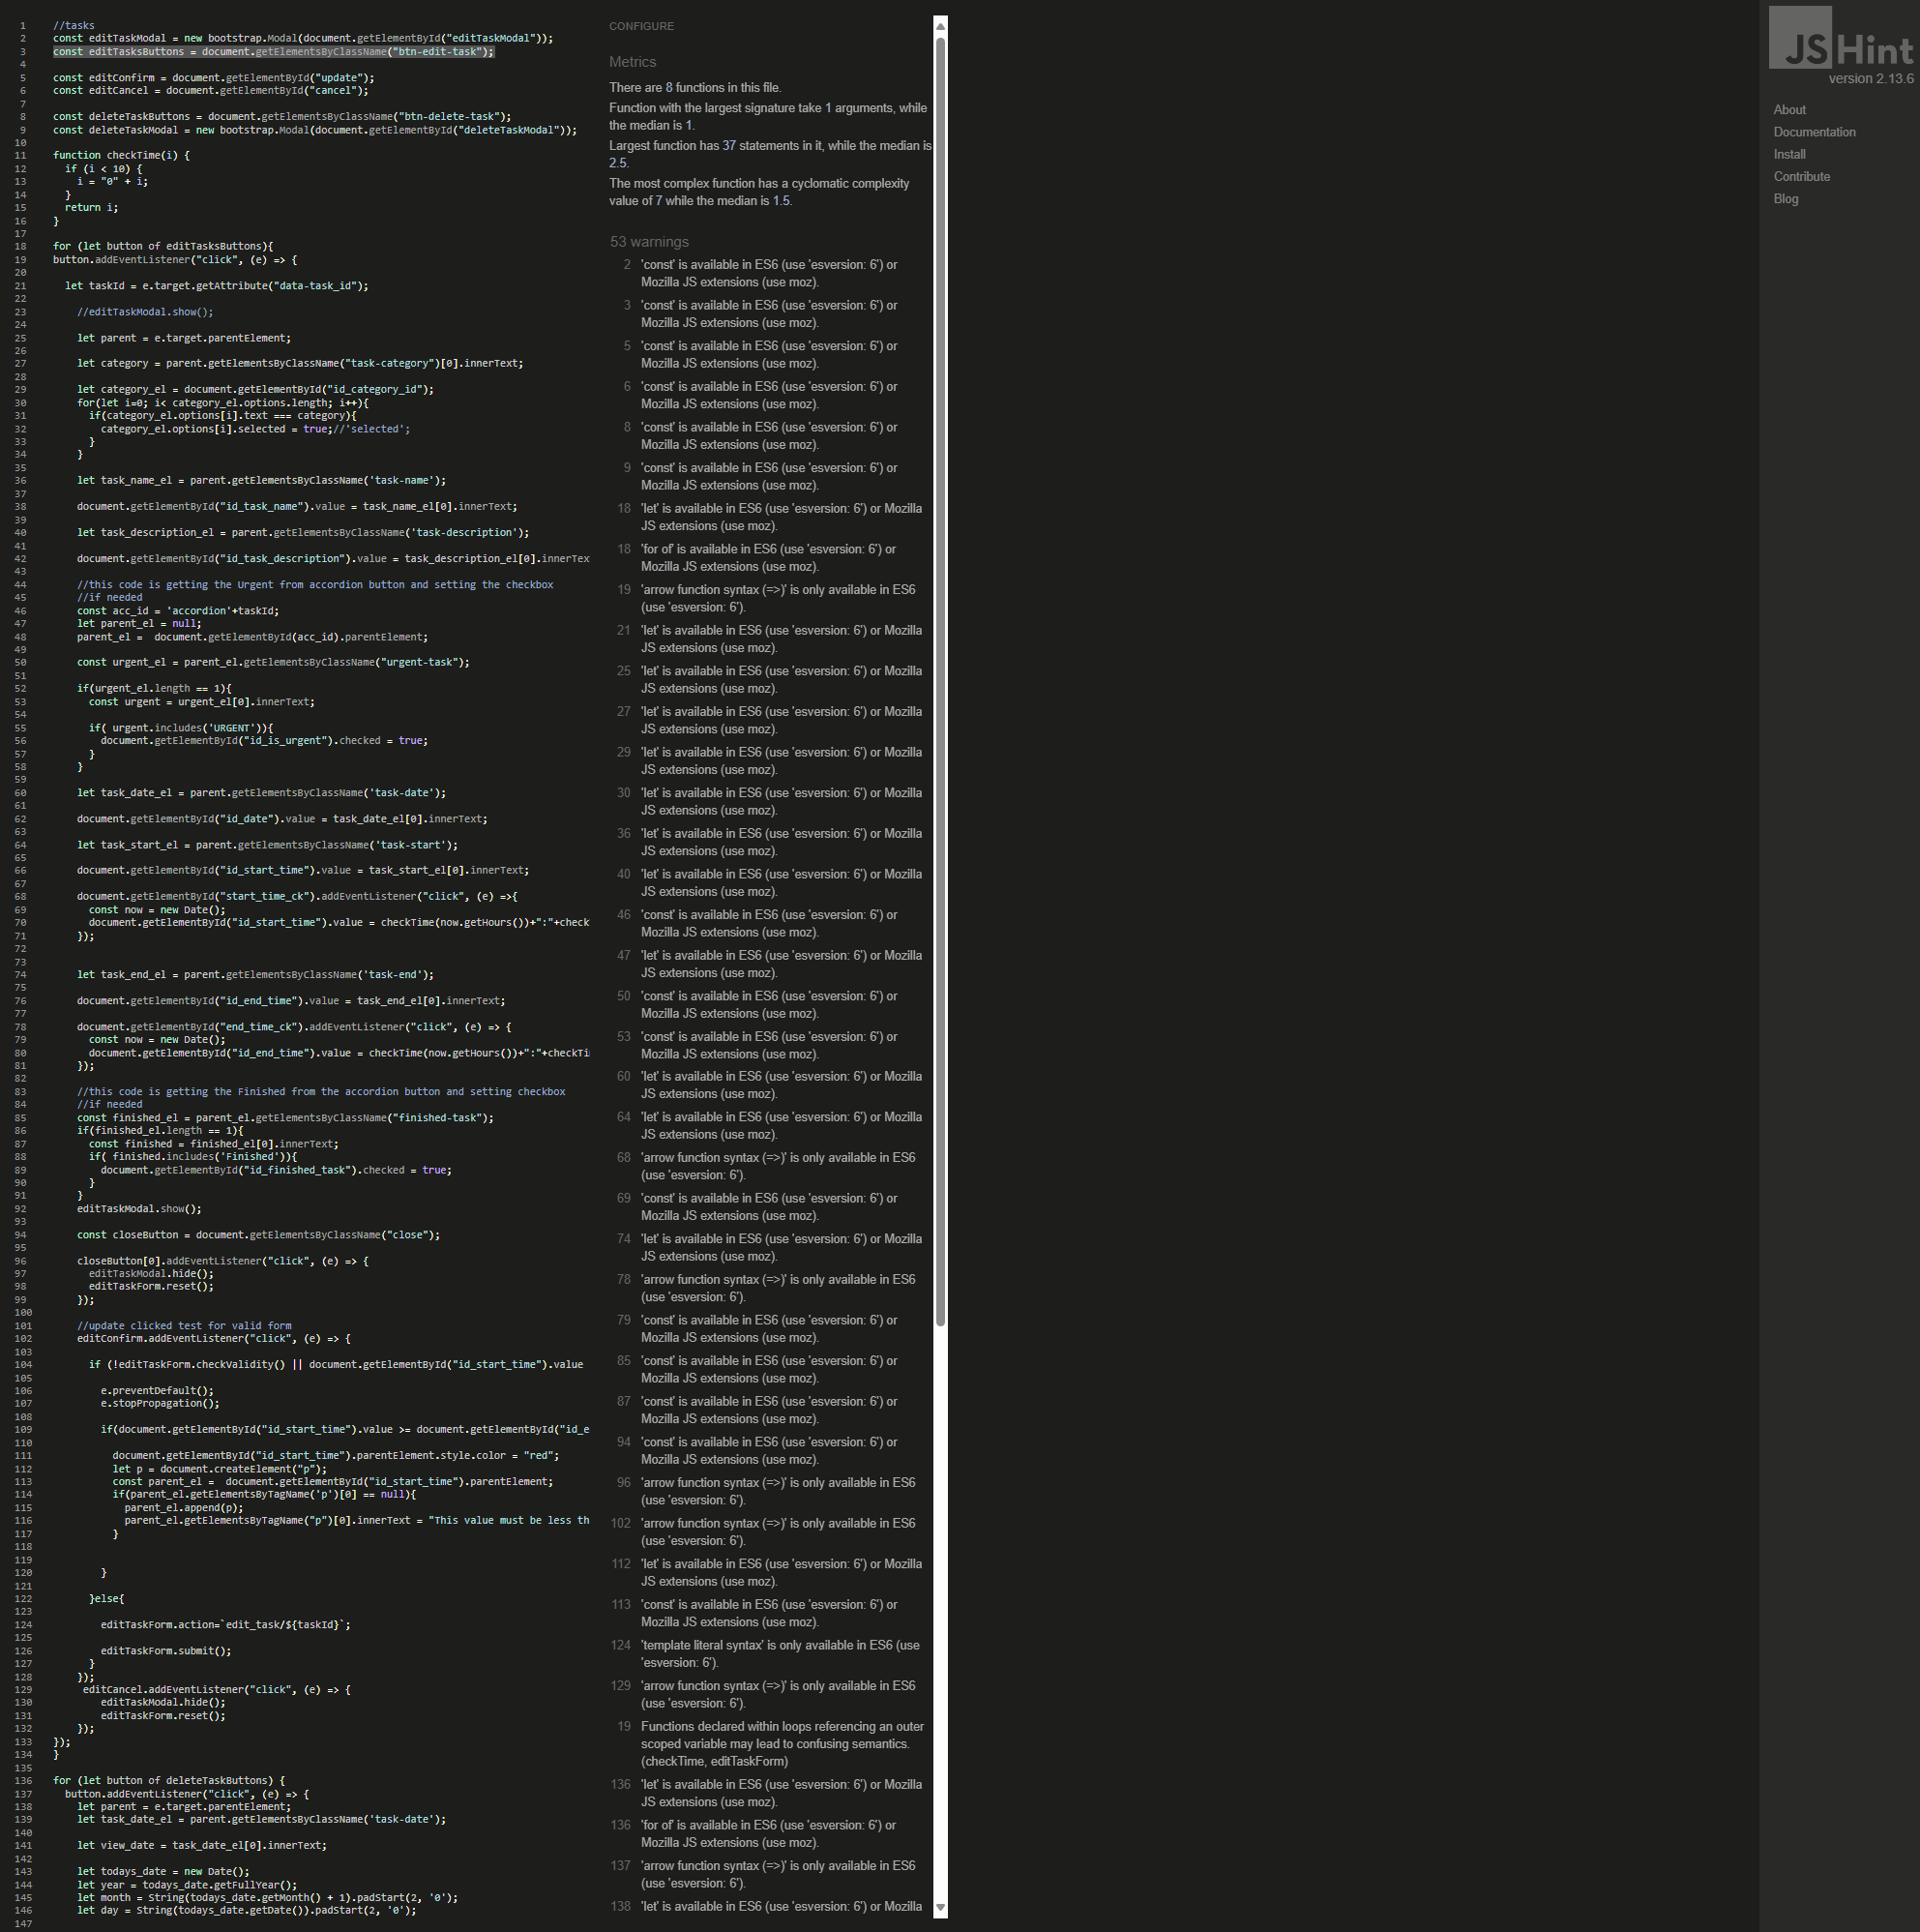 1 //tasks
2 const editTaskModal = new bootstrap.Modal(document.getElementById("editTaskModal"));
3 const editTasksButtons = document.getElementsByClassName("btn-edit-task");
4
5 const editConfirm = document.getElementById("update");
6 const editCancel = document.getElementById("cancel");
7
8 const deleteTaskButtons = document.getElementsByClassName("btn-delete-task");
9 const deleteTaskModal = new bootstrap.Modal(document.getElementById("deleteTaskModal"));
10
11 function checkTime(i) {
12 if (i < 10) {
13 i = "0" + i;
14 }
15 return i;
16 }
17
18 for (let button of editTasksButtons){
19 button.addEventListener("click", (e) => {
20
21 let taskId = e.target.getAttribute("data-task_id");
22
23 //editTaskModal.show();
24
25 let parent = e.target.parentElement;
26
27 let category = parent.getElementsByClassName("task-category")[0].innerText;
28
29 let category_el = document.getElementById("id_category_id");
30 for(let i=0; i< category_el.options.length; i++){
31 if(category_el.options[i].text === category){
32 category_el.options[i].selected = true;//'selected';
33 }
34 }
35
36 let task_name_el = parent.getElementsByClassName('task-name');
37
38 document.getElementById("id_task_name").value = task_name_el[0].innerText;
39
40 let task_description_el = parent.getElementsByClassName('task-description');
41
42 document.getElementById("id_task_description").value = task_description_el[0].innerTex
43
44 //this code is getting the Urgent from accordion button and setting the checkbox
45 //if needed
46 const acc_id = 'accordion'+taskId;
47 let parent_el = null;
48 parent_el =  document.getElementById(acc_id).parentElement;
49
50 const urgent_el = parent_el.getElementsByClassName("urgent-task");
51
52 if(urgent_el.length == 1){
53 const urgent = urgent_el[0].innerText;
54
55 if( urgent.includes('URGENT')){
56 document.getElementById("id_is_urgent").checked = true;
57 }
58 }
59
60 let task_date_el = parent.getElementsByClassName('task-date');
61
62 document.getElementById("id_date").value = task_date_el[0].innerText;
63
64 let task_start_el = parent.getElementsByClassName('task-start');
65
66 document.getElementById("id_start_time").value = task_start_el[0].innerText;
67
68 document.getElementById("start_time_ck").addEventListener("click", (e) =>{
69 const now = new Date();
70 document.getElementById("id_start_time").value = checkTime(now.getHours())+":"+check
71 });
72
73
74 let task_end_el = parent.getElementsByClassName('task-end');
75
76 document.getElementById("id_end_time").value = task_end_el[0].innerText;
77
78 document.getElementById("end_time_ck").addEventListener("click", (e) => {
79 const now = new Date();
80 document.getElementById("id_end_time").value = checkTime(now.getHours())+":"+checkTi
81 });
82
83 //this code is getting the Finished from the accordion button and setting checkbox
84 //if needed
85 const finished_el = parent_el.getElementsByClassName("finished-task");
86 if(finished_el.length == 1){
87 const finished = finished_el[0].innerText;
88 if( finished.includes('Finished')){
89 document.getElementById("id_finished_task").checked = true;
90 }
91 }
92 editTaskModal.show();
93
94 const closeButton = document.getElementsByClassName("close");
95
96 closeButton[0].addEventListener("click", (e) => {
97 editTaskModal.hide();
98 editTaskForm.reset();
99 });
100
101 //update clicked test for valid form
102 editConfirm.addEventListener("click", (e) => {
103
104 if (!editTaskForm.checkValidity() || document.getElementById("id_start_time").value
105
106 e.preventDefault();
107 e.stopPropagation();
108
109 if(document.getElementById("id_start_time").value >= document.getElementById("id_e
110
111 document.getElementById("id_start_time").parentElement.style.color = "red";
112 let p = document.createElement("p");
113 const parent_el =  document.getElementById("id_start_time").parentElement;
114 if(parent_el.getElementsByTagName('p')[0] == null){
115 parent_el.append(p);
116 parent_el.getElementsByTagName("p")[0].innerText = "This value must be less th
117 }
118
119
120 }
121
122 }else{
123
124 editTaskForm.action=`edit_task/${taskId}`;
125
126 editTaskForm.submit();
127 }
128 });
129 editCancel.addEventListener("click", (e) => {
130 editTaskModal.hide();
131 editTaskForm.reset();
132 });
133 });
134 }
135
136 for (let button of deleteTaskButtons) {
137 button.addEventListener("click", (e) => {
138 let parent = e.target.parentElement;
139 let task_date_el = parent.getElementsByClassName('task-date');
140
141 let view_date = task_date_el[0].innerText;
142
143 let todays_date = new Date();
144 let year = todays_date.getFullYear();
145 let month = String(todays_date.getMonth() + 1).padStart(2, '0');
146 let day = String(todays_date.getDate()).padStart(2, '0');
147
CONFIGURE
Metrics
There are 8 functions in this file.
Function with the largest signature take 1 arguments, while
the median is 1.
Largest function has 37 statements in it, while the median is
2.5.
The most complex function has a cyclomatic complexity
value of 7 while the median is 1.5.
53 warnings
2 'const' is available in ES6 (use 'esversion: 6') or
Mozilla JS extensions (use moz).
3 'const' is available in ES6 (use 'esversion: 6') or
Mozilla JS extensions (use moz).
5 'const' is available in ES6 (use 'esversion: 6') or
Mozilla JS extensions (use moz).
6 'const' is available in ES6 (use 'esversion: 6') or
Mozilla JS extensions (use moz).
8 'const' is available in ES6 (use 'esversion: 6') or
Mozilla JS extensions (use moz).
9 'const' is available in ES6 (use 'esversion: 6') or
Mozilla JS extensions (use moz).
18 'let' is available in ES6 (use 'esversion: 6') or Mozilla
JS extensions (use moz).
18 'for of' is available in ES6 (use 'esversion: 6') or
Mozilla JS extensions (use moz).
19 'arrow function syntax (=>)' is only available in ES6
(use 'esversion: 6').
21 'let' is available in ES6 (use 'esversion: 6') or Mozilla
JS extensions (use moz).
25 'let' is available in ES6 (use 'esversion: 6') or Mozilla
JS extensions (use moz).
27 'let' is available in ES6 (use 'esversion: 6') or Mozilla
JS extensions (use moz).
29 'let' is available in ES6 (use 'esversion: 6') or Mozilla
JS extensions (use moz).
30 'let' is available in ES6 (use 'esversion: 6') or Mozilla
JS extensions (use moz).
36 'let' is available in ES6 (use 'esversion: 6') or Mozilla
JS extensions (use moz).
40 'let' is available in ES6 (use 'esversion: 6') or Mozilla
JS extensions (use moz).
46 'const' is available in ES6 (use 'esversion: 6') or
Mozilla JS extensions (use moz).
47 'let' is available in ES6 (use 'esversion: 6') or Mozilla
JS extensions (use moz).
50 'const' is available in ES6 (use 'esversion: 6') or
Mozilla JS extensions (use moz).
53 'const' is available in ES6 (use 'esversion: 6') or
Mozilla JS extensions (use moz).
60 'let' is available in ES6 (use 'esversion: 6') or Mozilla
JS extensions (use moz).
64 'let' is available in ES6 (use 'esversion: 6') or Mozilla
JS extensions (use moz).
68 'arrow function syntax (=>)' is only available in ES6
(use 'esversion: 6').
69 'const' is available in ES6 (use 'esversion: 6') or
Mozilla JS extensions (use moz).
74 'let' is available in ES6 (use 'esversion: 6') or Mozilla
JS extensions (use moz).
78 'arrow function syntax (=>)' is only available in ES6
(use 'esversion: 6').
79 'const' is available in ES6 (use 'esversion: 6') or
Mozilla JS extensions (use moz).
85 'const' is available in ES6 (use 'esversion: 6') or
Mozilla JS extensions (use moz).
87 'const' is available in ES6 (use 'esversion: 6') or
Mozilla JS extensions (use moz).
94 'const' is available in ES6 (use 'esversion: 6') or
Mozilla JS extensions (use moz).
96 'arrow function syntax (=>)' is only available in ES6
(use 'esversion: 6').
102 'arrow function syntax (=>)' is only available in ES6
(use 'esversion: 6').
112 'let' is available in ES6 (use 'esversion: 6') or Mozilla
JS extensions (use moz).
113 'const' is available in ES6 (use 'esversion: 6') or
Mozilla JS extensions (use moz).
124 'template literal syntax' is only available in ES6 (use
'esversion: 6').
129 'arrow function syntax (=>)' is only available in ES6
(use 'esversion: 6').
19 Functions declared within loops referencing an outer
scoped variable may lead to confusing semantics.
(checkTime, editTaskForm)
136 'let' is available in ES6 (use 'esversion: 6') or Mozilla
JS extensions (use moz).
136 'for of' is available in ES6 (use 'esversion: 6') or
Mozilla JS extensions (use moz).
137 'arrow function syntax (=>)' is only available in ES6
(use 'esversion: 6').
138 'let' is available in ES6 (use 'esversion: 6') or Mozilla
JSHint
version 2.13.6
About
Documentation
Install
Contribute
Blog